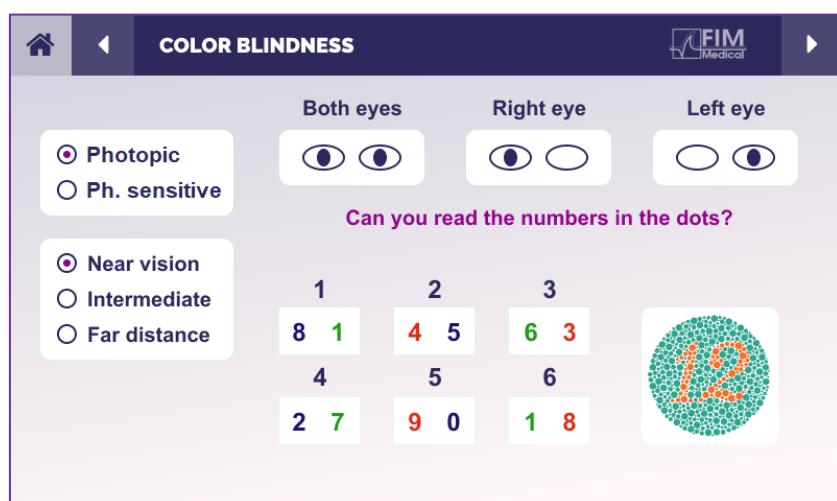 COLOR BLINDNESS
FIM
Medical
Both eyes Right eye Left eye
Photopic
Ph. sensitive
Can you read the numbers in the dots?
Near vision
Intermediate
Far distance
1 2 3
8 1 4 5 6 3
4 5 6
2 7 9 0 1 8
12